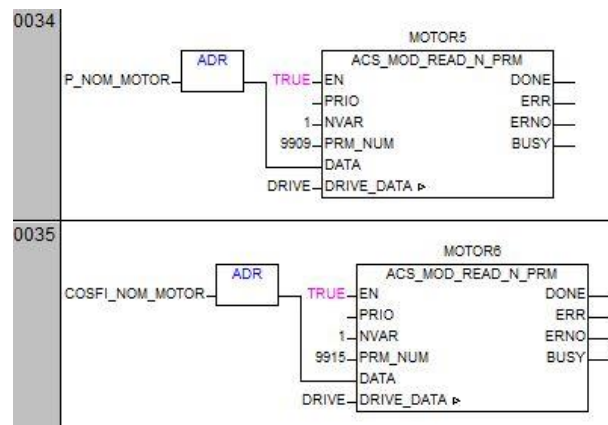 0034
MOTOR5
ADR
ACS_MOD_READ_N_PRM
P_NOM_MOTOR
TRUE EN DONE
PRIO ERR
1 NVAR ERNO
9909 PRM_NUM BUSY
DATA
DRIVE DRIVE_DATA
0035
MOTOR6
ADR
ACS_MOD_READ_N_PRM
COSFI_NOM_MOTOR
TRUE EN DONE
PRIO ERR
1 NVAR ERNO
9915 PRM_NUM BUSY
DATA
DRIVE DRIVE_DATA